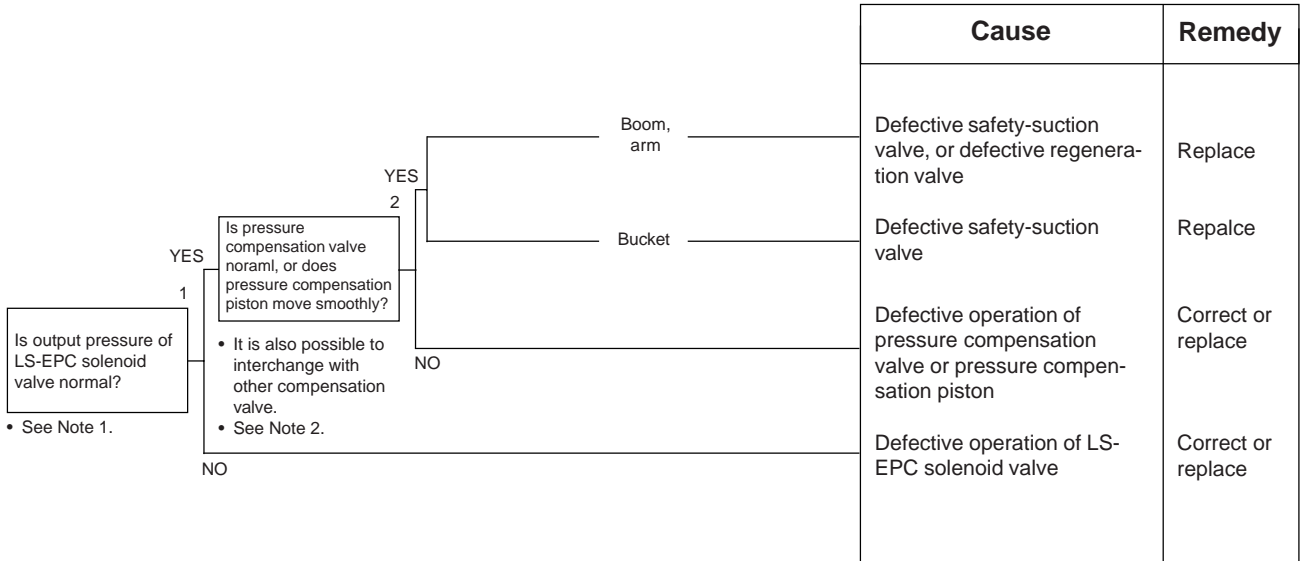 Cause
Remedy
Boom,
arm
Defective safety-suction
valve, or defective regenera-
tion valve
Replace
YES
2
Is pressure
compensation valve
noraml, or does
pressure compensation
piston move smoothly?
Bucket
Defective safety-suction
valve
Repalce
YES
1
Is output pressure of
LS-EPC solenoid
valve normal?
• See Note 1.
• It is also possible to
interchange with
other compensation
valve.
• See Note 2.
NO
Defective operation of
pressure compensation
valve or pressure compen-
sation piston
Correct or
replace
NO
Defective operation of LS-
EPC solenoid valve
Correct or
replace